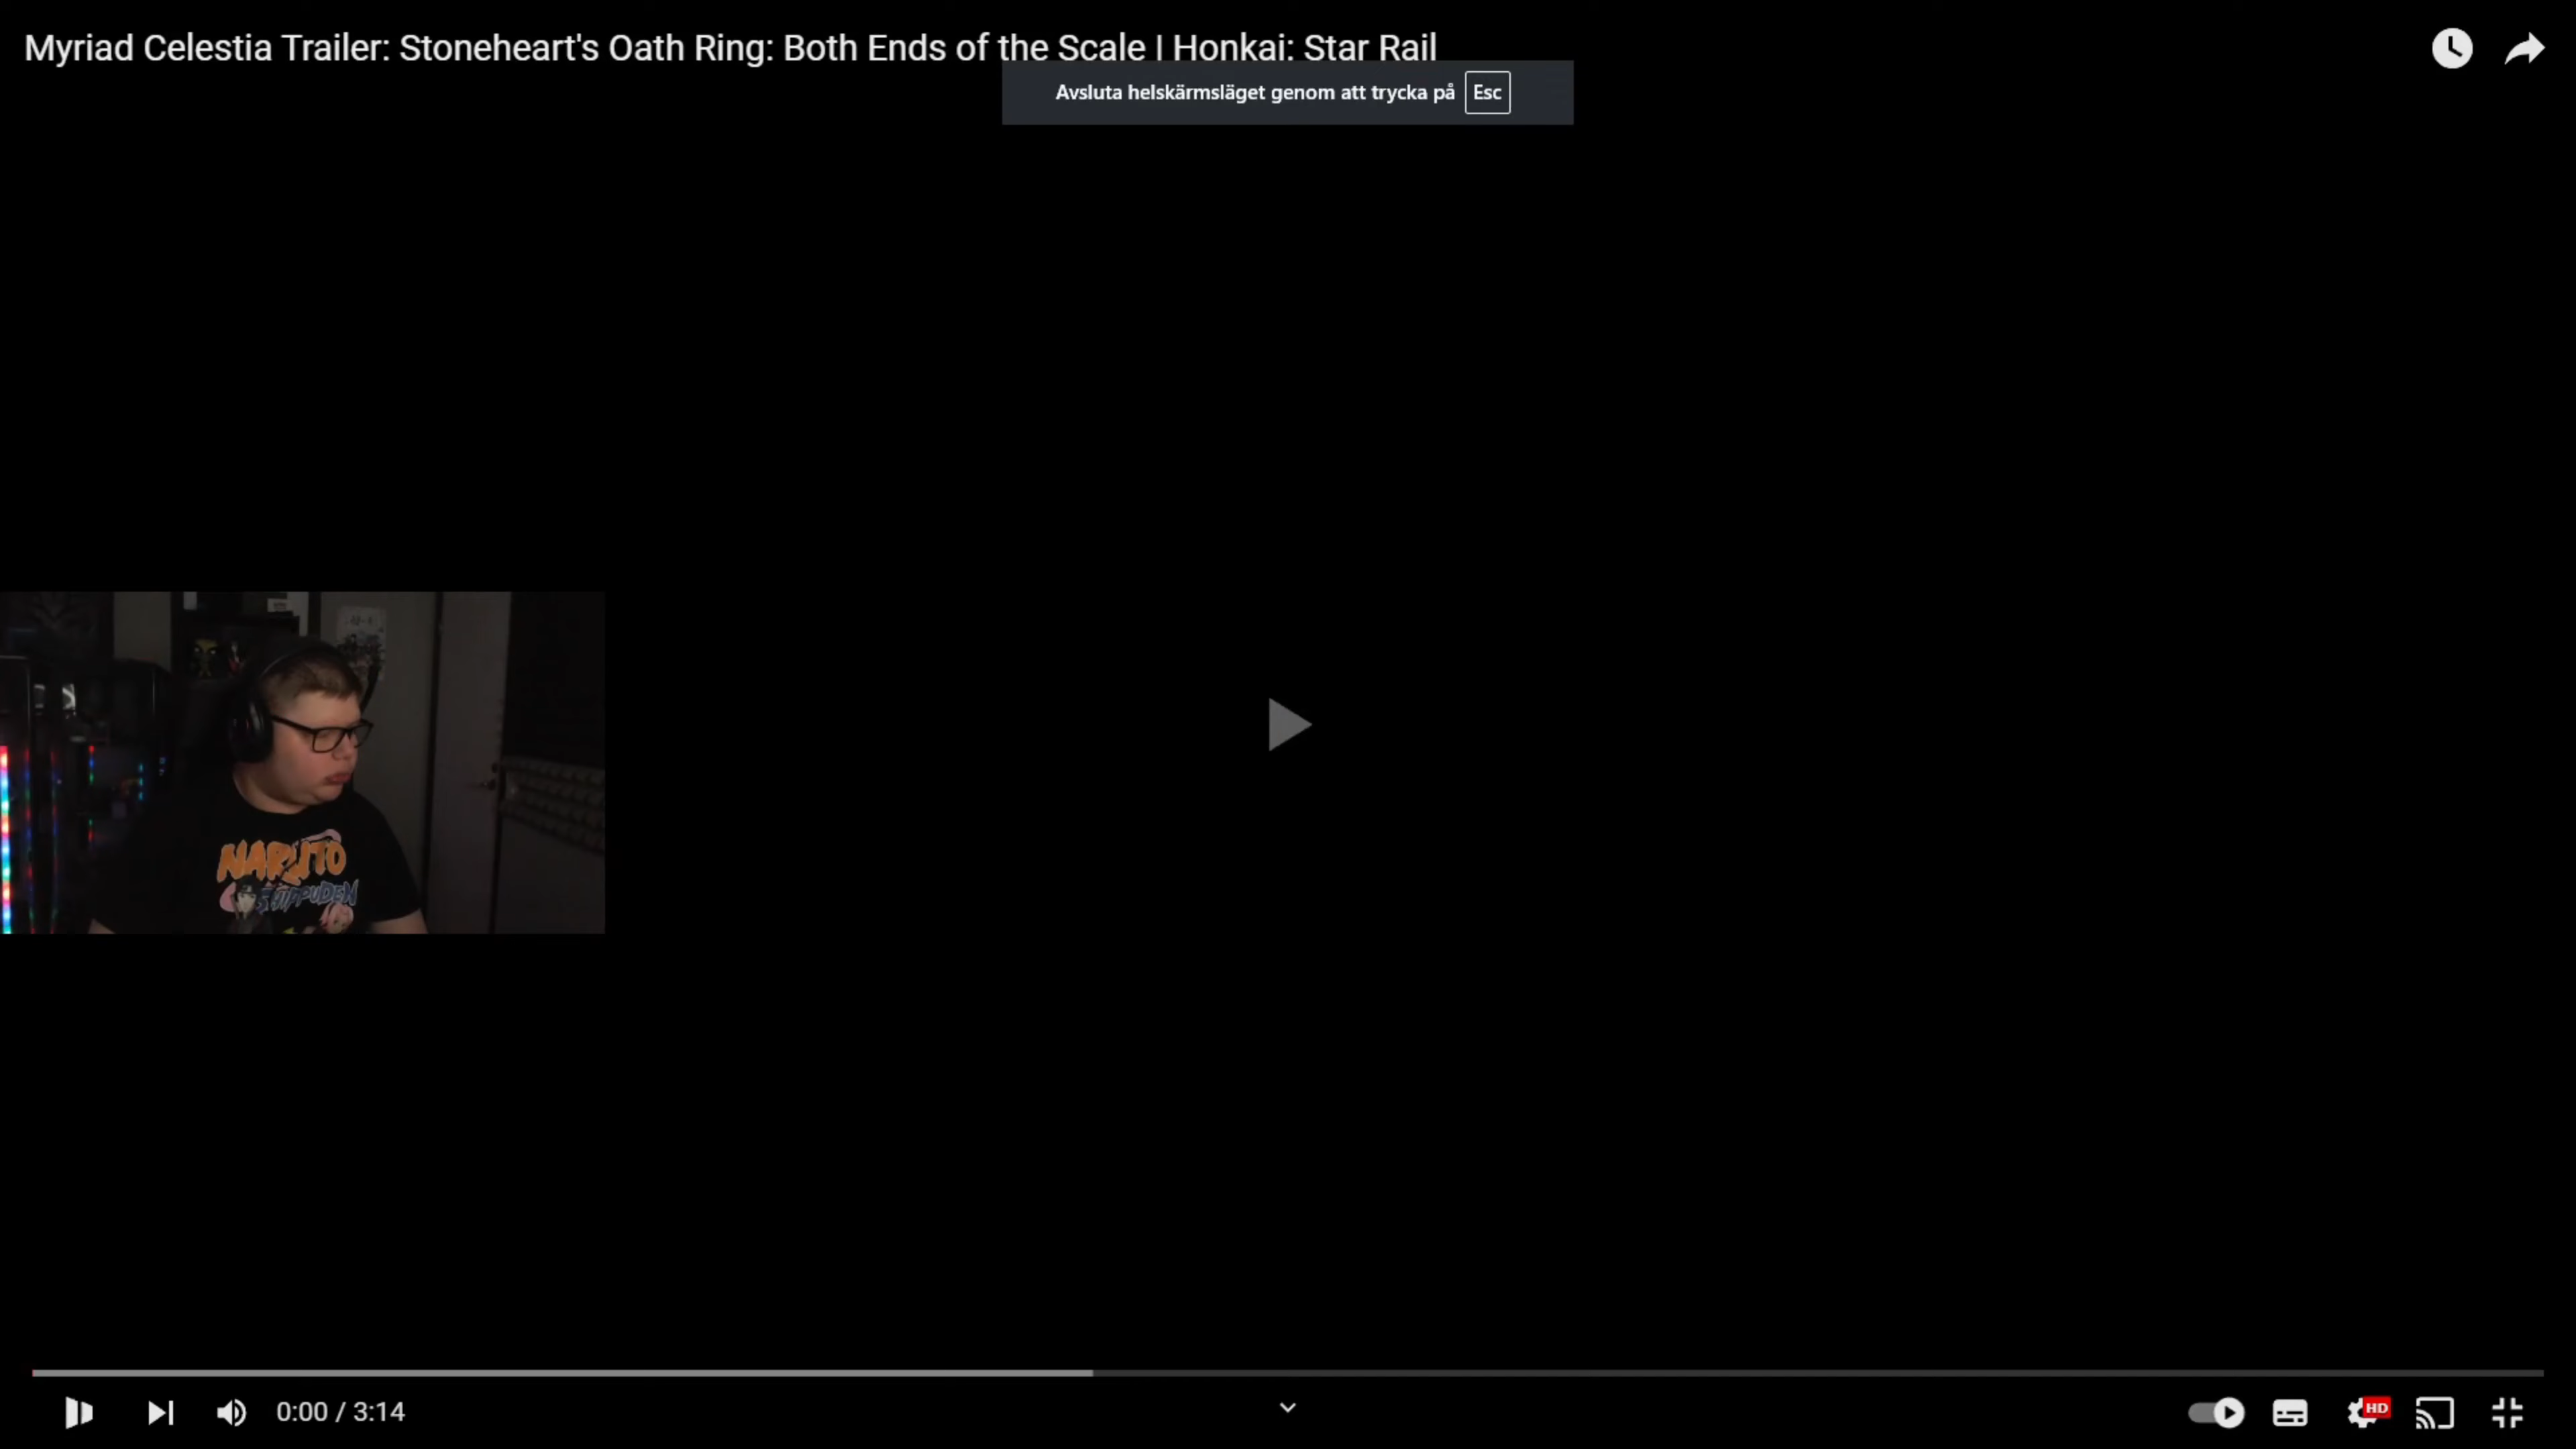 Myriad Celestia Trailer: Stoneheart's Oath Ring: Both Ends of the Scale | Honkai: Star Rail
Avsluta helskärmsläget genom att trycka på Esc
NARUTO
SHIPPUDEN
0:00 / 3:14
HD